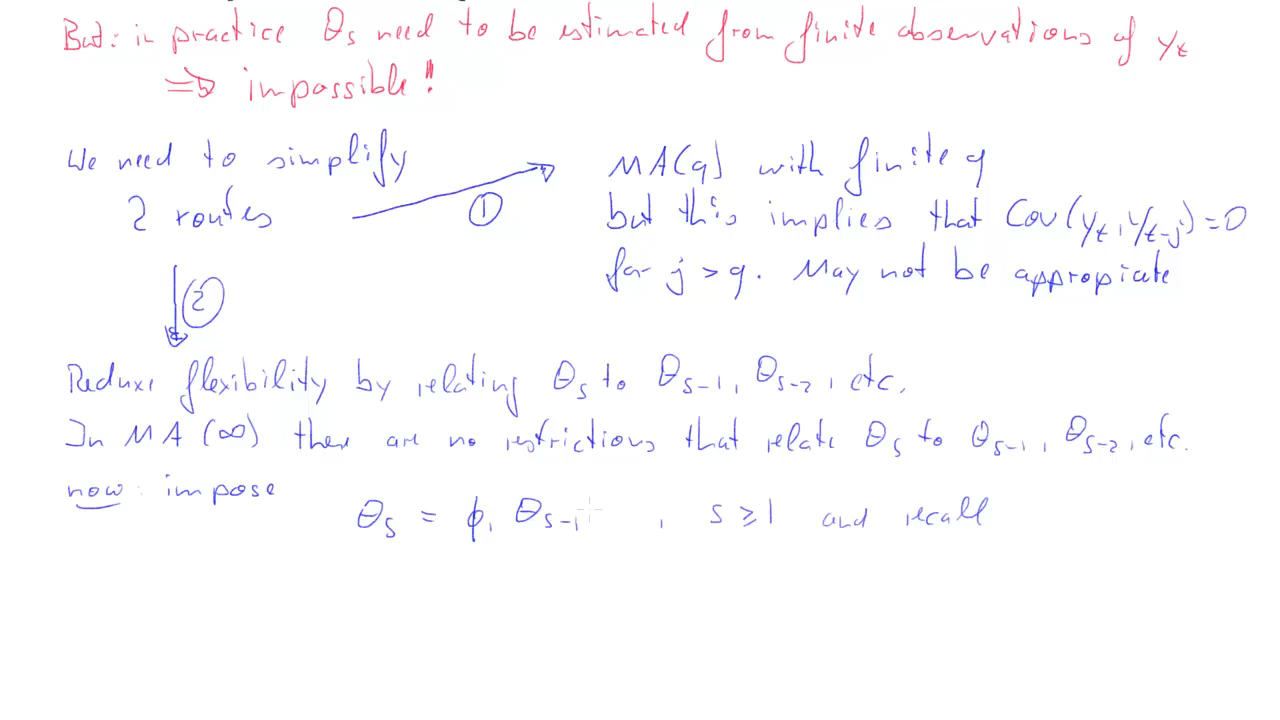 But: in practice θs need to be estimated from finite observations of yt
⇒ impossible!
We need to simplify
2 routes
①
MA(q) with finite q
but this implies that Cov(yt, yt-j) = 0
for j > q. May not be appropiate
②
Reduxe flexibility by relating θs to θs-1, θs-2, etc.
In MA(∞) there are no restrictions that relate θs to θs-1, θs-2, etc.
now: impose
θs = ϕ1 θs-1 , s ≥ 1 and recall